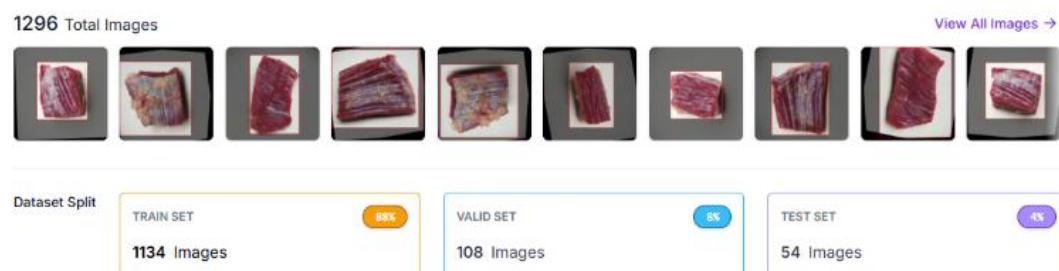 1296 Total Images
View All Images →
Dataset Split
TRAIN SET
88%
1134 Images
VALID SET
8%
108 Images
TEST SET
4%
54 Images